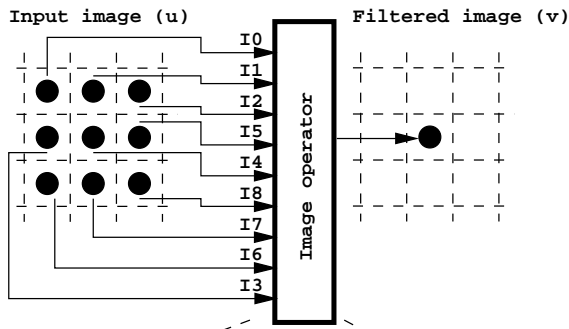 Input image (u)
Filtered image (v)
I0
I1
I2
I5
I4
I8
I7
I6
I3
Image operator